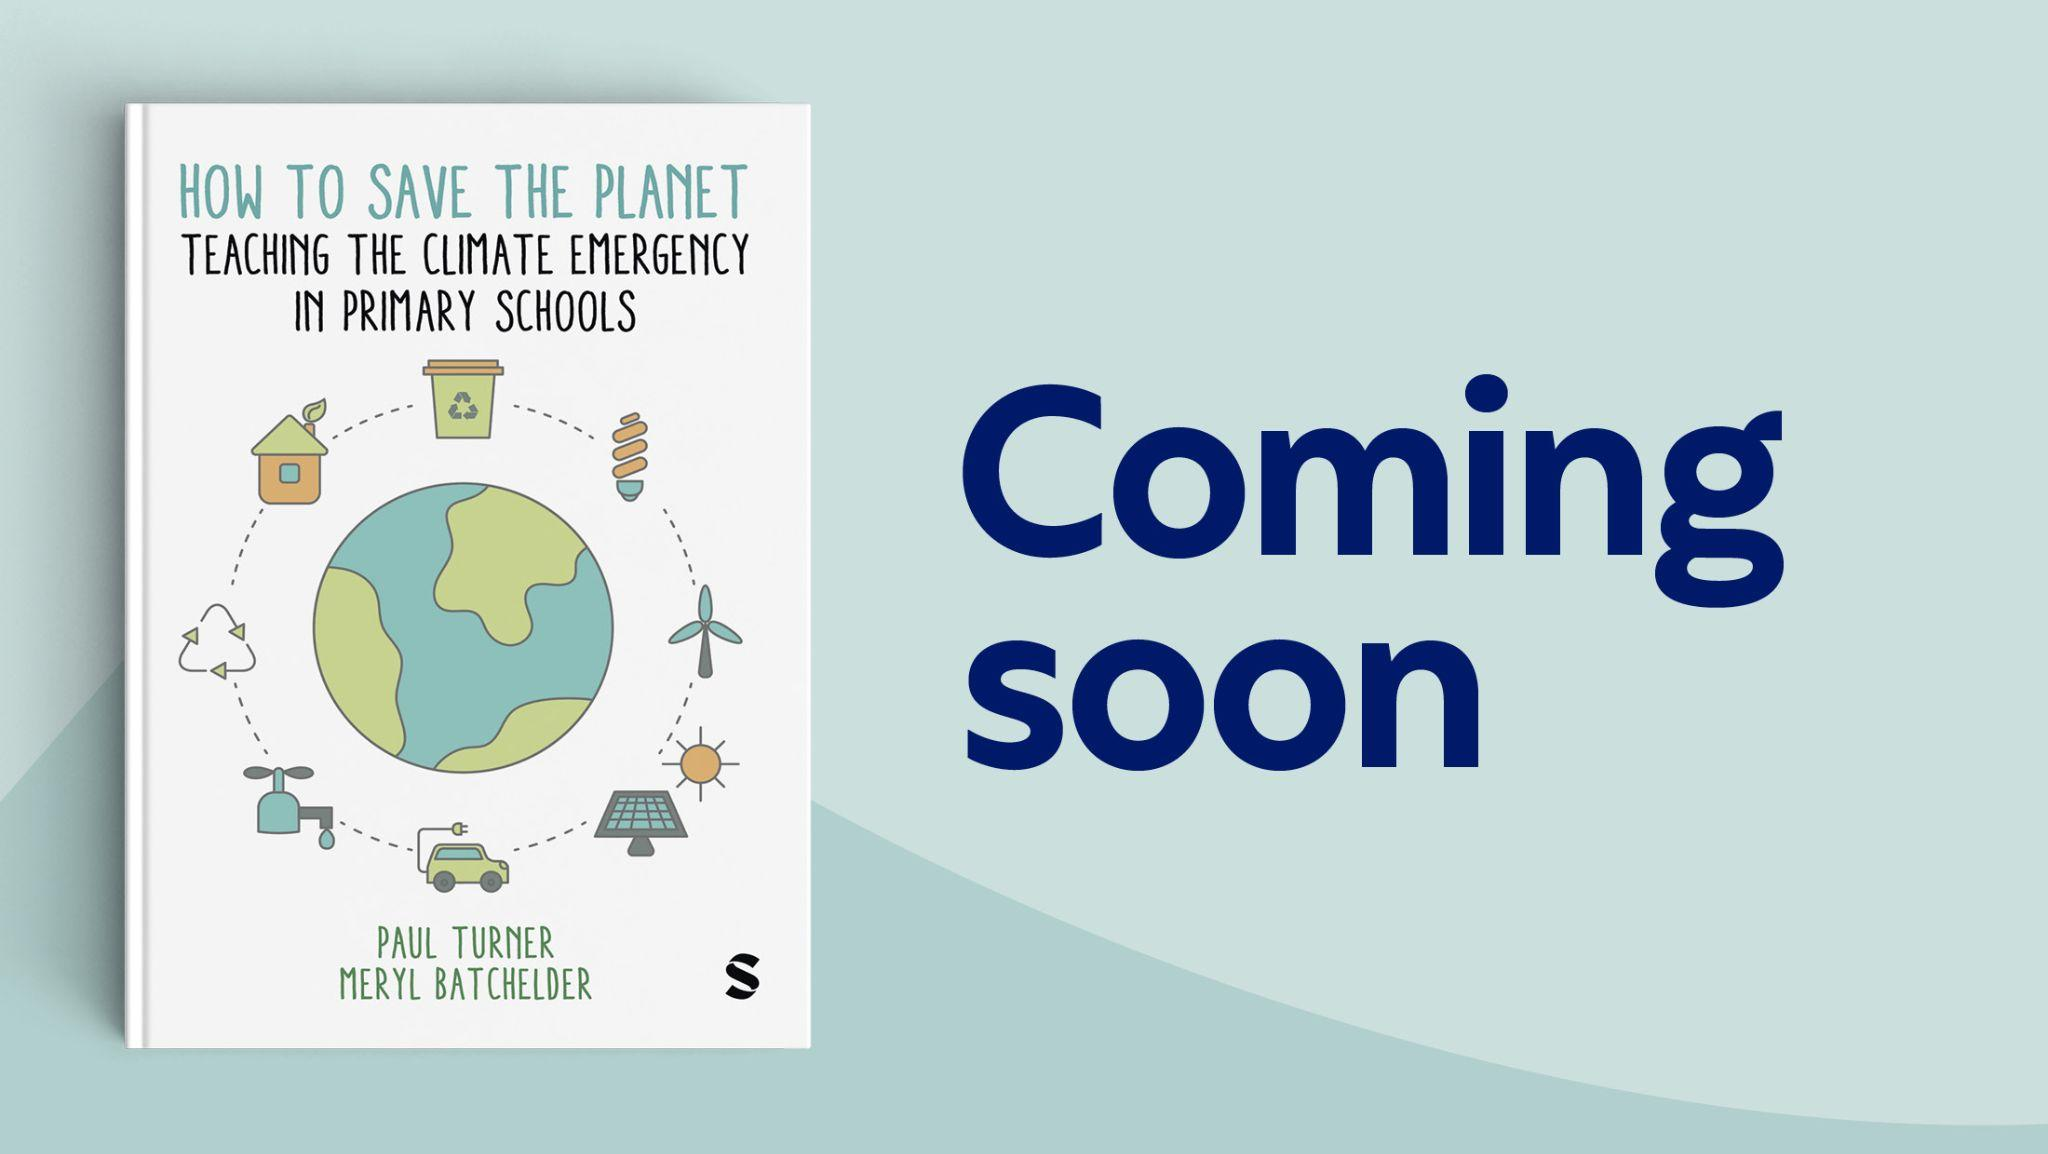 HOW TO SAVE THE PLANET
TEACHING THE CLIMATE EMERGENCY
IN PRIMARY SCHOOLS
PAUL TURNER
MERYL BATCHELDER
S
Coming
soon